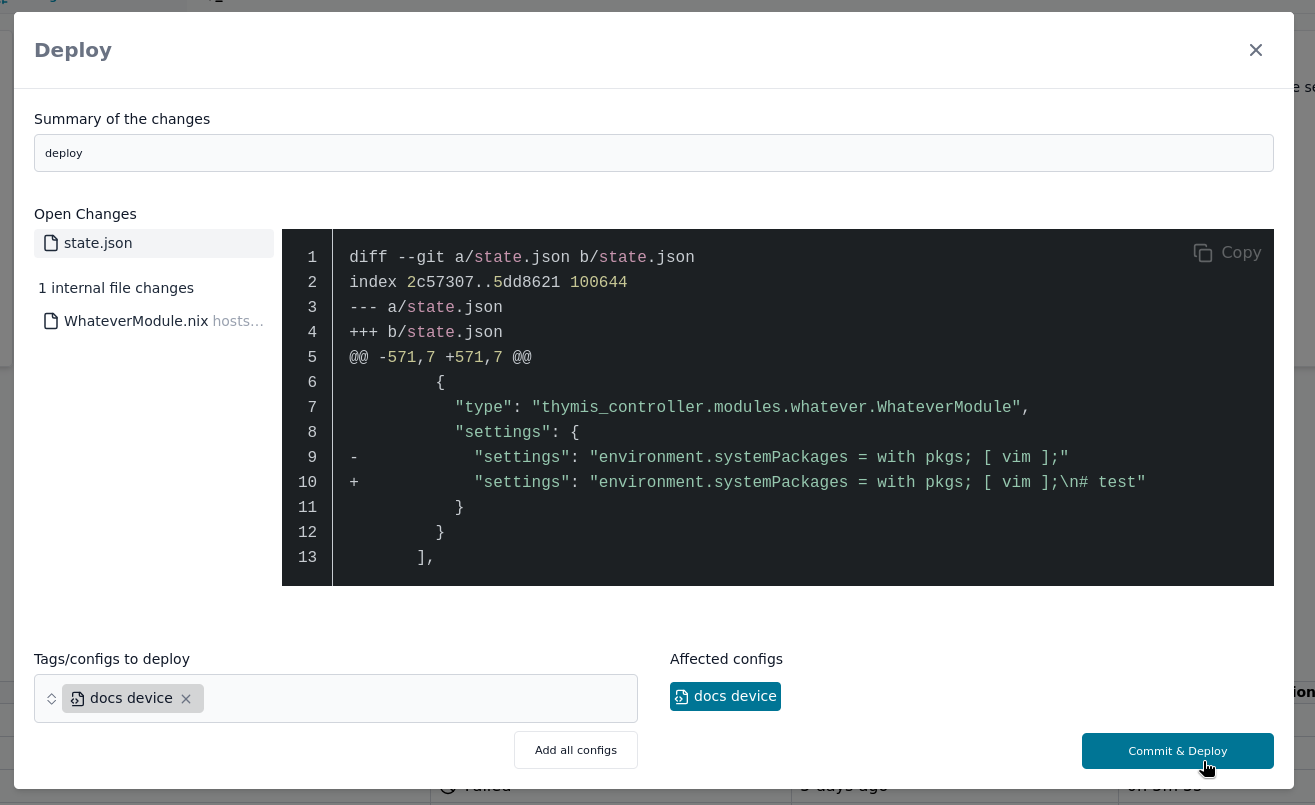 Deploy
e se
Summary of the changes
deploy
Open Changes
state.json
1 internal file changes
WhateverModule.nix hosts...
Copy
1 diff --git a/state.json b/state.json
2 index 2c57307..5dd8621 100644
3 --- a/state.json
4 +++ b/state.json
5 @@ -571,7 +571,7 @@
6          {
7            "type": "thymis_controller.modules.whatever.WhateverModule",
8            "settings": {
9 -            "settings": "environment.systemPackages = with pkgs; [ vim ];"
10 +            "settings": "environment.systemPackages = with pkgs; [ vim ];\n# test"
11            }
12          }
13        ],
Tags/configs to deploy
docs device
Add all configs
Affected configs
docs device
ion
Commit & Deploy